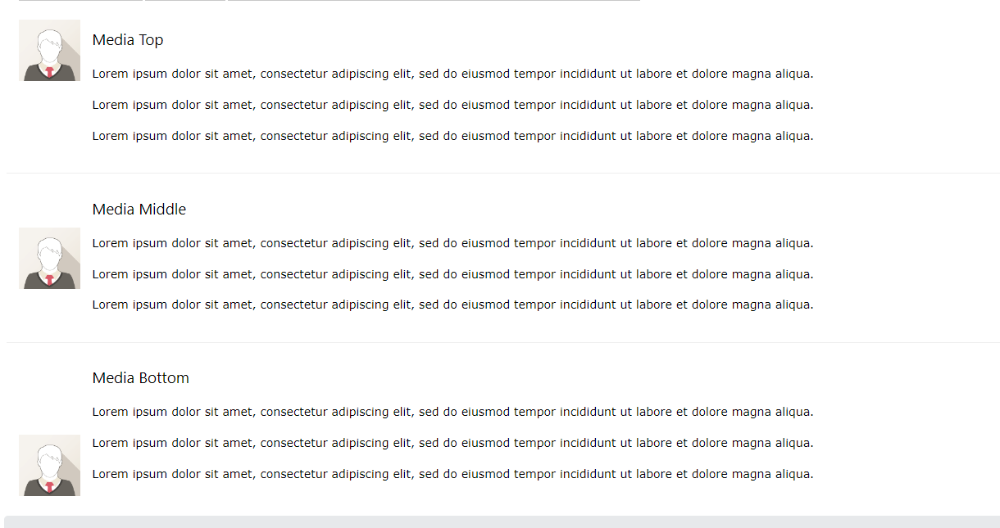 Media Top
Lorem ipsum dolor sit amet, consectetur adipiscing elit, sed do eiusmod tempor incididunt ut labore et dolore magna aliqua.
Lorem ipsum dolor sit amet, consectetur adipiscing elit, sed do eiusmod tempor incididunt ut labore et dolore magna aliqua.
Lorem ipsum dolor sit amet, consectetur adipiscing elit, sed do eiusmod tempor incididunt ut labore et dolore magna aliqua.
Media Middle
Lorem ipsum dolor sit amet, consectetur adipiscing elit, sed do eiusmod tempor incididunt ut labore et dolore magna aliqua.
Lorem ipsum dolor sit amet, consectetur adipiscing elit, sed do eiusmod tempor incididunt ut labore et dolore magna aliqua.
Lorem ipsum dolor sit amet, consectetur adipiscing elit, sed do eiusmod tempor incididunt ut labore et dolore magna aliqua.
Media Bottom
Lorem ipsum dolor sit amet, consectetur adipiscing elit, sed do eiusmod tempor incididunt ut labore et dolore magna aliqua.
Lorem ipsum dolor sit amet, consectetur adipiscing elit, sed do eiusmod tempor incididunt ut labore et dolore magna aliqua.
Lorem ipsum dolor sit amet, consectetur adipiscing elit, sed do eiusmod tempor incididunt ut labore et dolore magna aliqua.